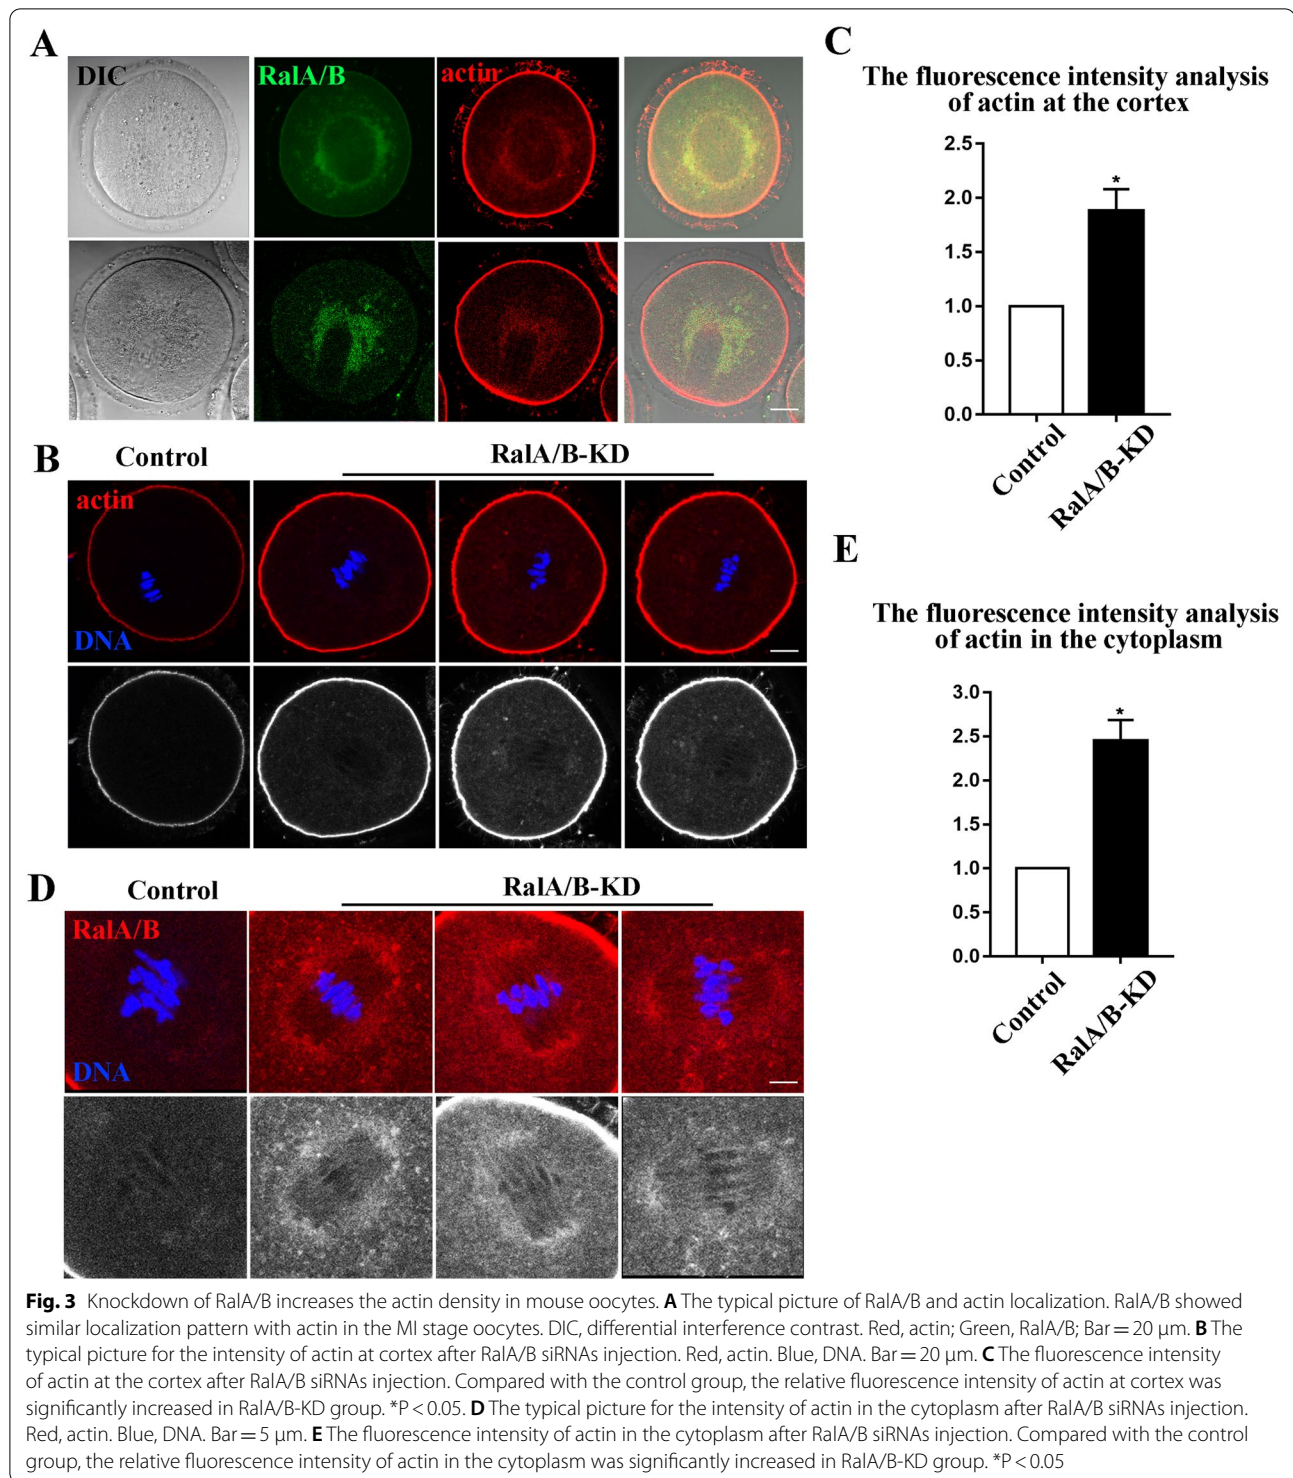 A
DIC
RalA/B
actin
B
Control
RalA/B-KD
actin
DNA
C
The fluorescence intensity analysis
of actin at the cortex
2.5
2.0
1.5
1.0
0.5
0.0
*
Control
RalA/B-KD
D
Control
RalA/B-KD
RalA/B
DNA
E
The fluorescence intensity analysis
of actin in the cytoplasm
3.0
2.5
2.0
1.5
1.0
0.5
0.0
*
Control
RalA/B-KD
Fig. 3 Knockdown of RalA/B increases the actin density in mouse oocytes. A The typical picture of RalA/B and actin localization. RalA/B showed
similar localization pattern with actin in the MI stage oocytes. DIC, differential interference contrast. Red, actin; Green, RalA/B; Bar = 20 µm. B The
typical picture for the intensity of actin at cortex after RalA/B siRNAs injection. Red, actin. Blue, DNA. Bar = 20 µm. C The fluorescence intensity
of actin at the cortex after RalA/B siRNAs injection. Compared with the control group, the relative fluorescence intensity of actin at cortex was
significantly increased in RalA/B-KD group. *P < 0.05. D The typical picture for the intensity of actin in the cytoplasm after RalA/B siRNAs injection.
Red, actin. Blue, DNA. Bar = 5 µm. E The fluorescence intensity of actin in the cytoplasm after RalA/B siRNAs injection. Compared with the control
group, the relative fluorescence intensity of actin in the cytoplasm was significantly increased in RalA/B-KD group. *P < 0.05